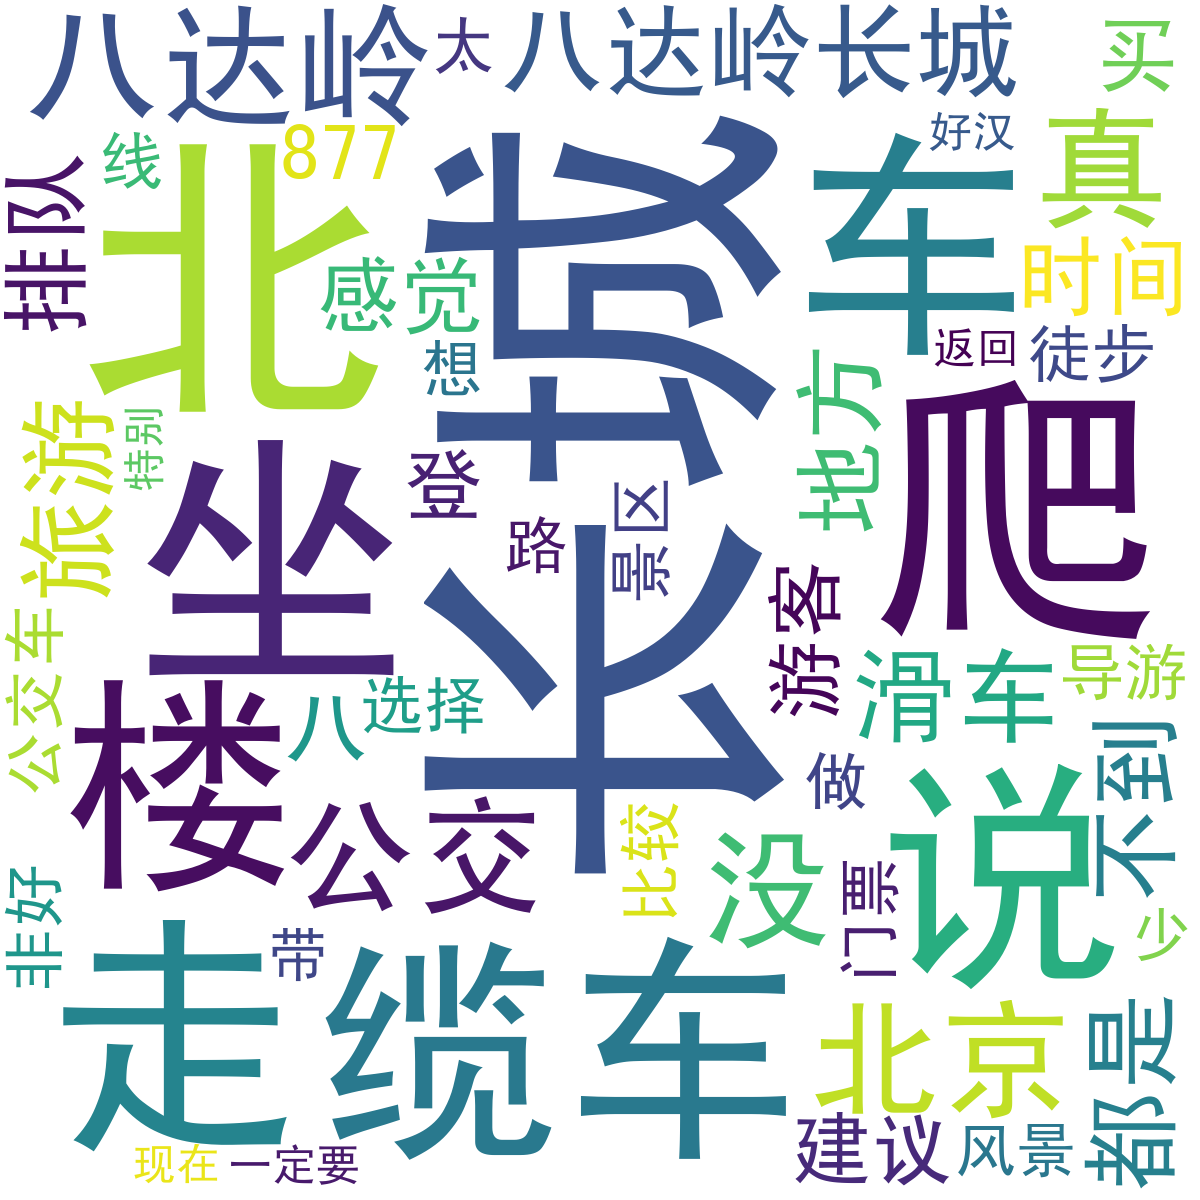 八达岭
太
八达岭长城
买
线
877
好汉
真
排队
北
感觉
长城
车
时间
想
返回
徒步
旅游
特别
坐
登
路
景区
地方
爬
公交车
楼
八
选择
游客
滑车
导游
公交
做
不到
比较
没
说
门票
非好
走
带
缆车
少
北京
都是
现在
一定要
建议
风景